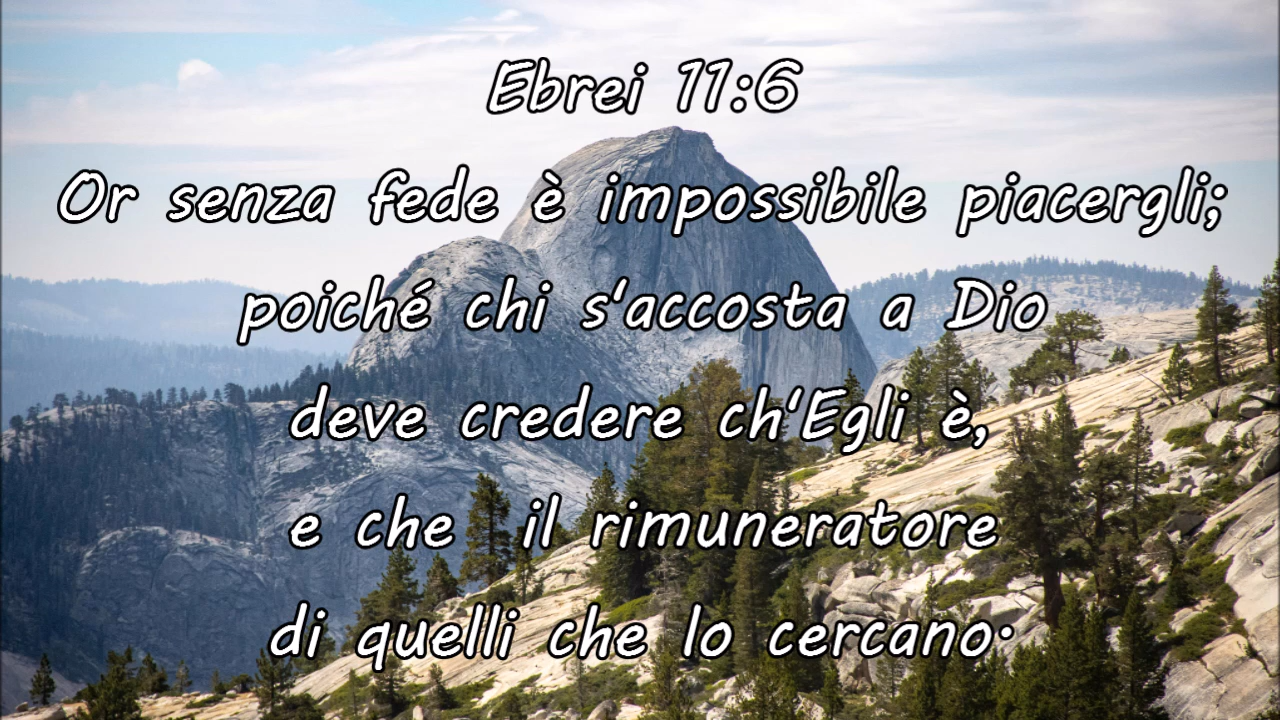 Ebrei 11:6
Or senza fede è impossibile piacergli;
poiché chi s'accosta a Dio
deve credere ch'Egli è,
e che il rimuneratore
di quelli che lo cercano.